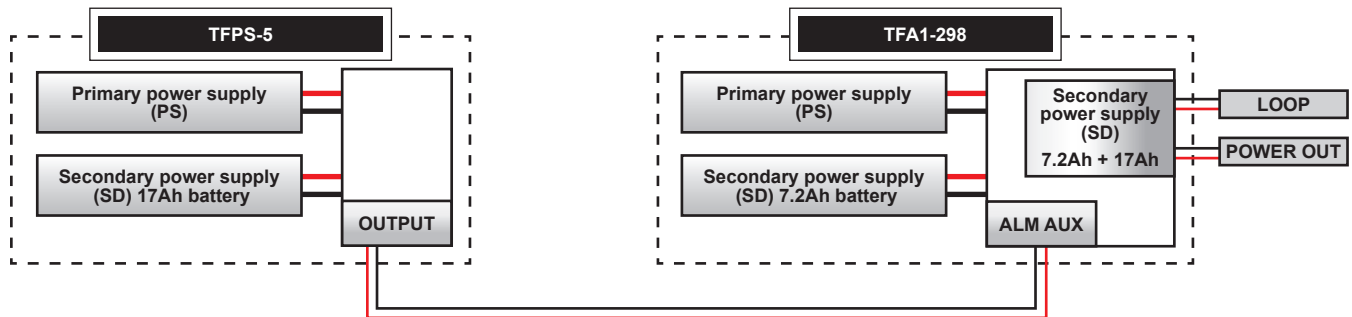 TFPS-5
Primary power supply
(PS)
Secondary power supply
(SD) 17Ah battery
OUTPUT
TFA1-298
Primary power supply
(PS)
Secondary power supply
(SD) 7.2Ah battery
Secondary
power supply
(SD)
7.2Ah + 17Ah
ALM AUX
LOOP
POWER OUT